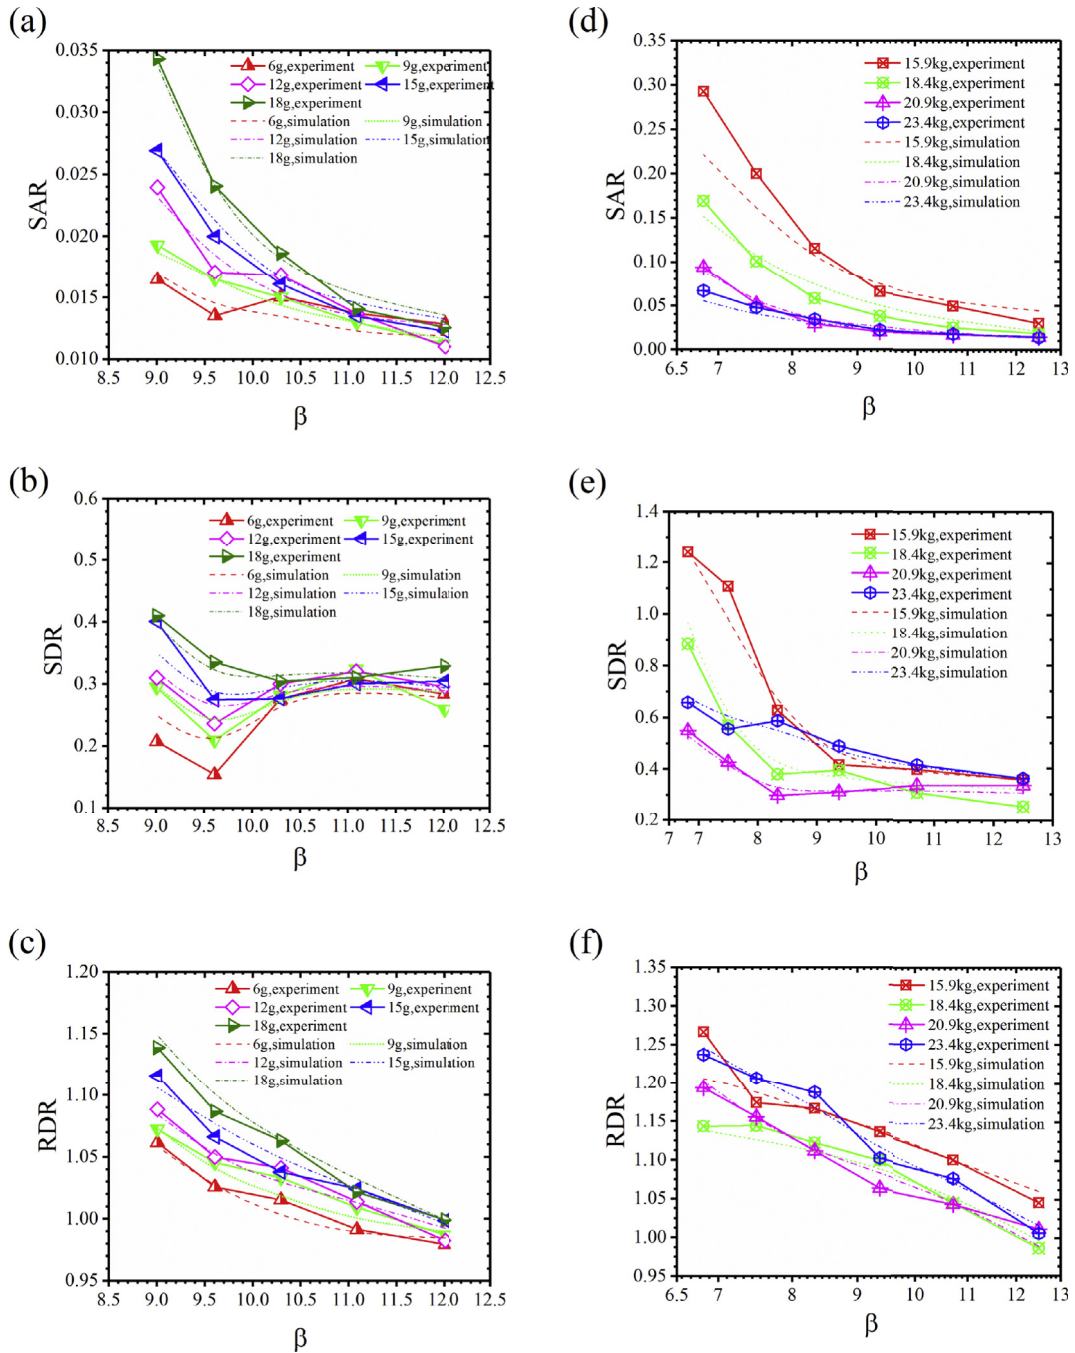 (a)
SAR
0.035
0.030
0.025
0.020
0.015
0.010
8.5 9.0 9.5 10.0 10.5 11.0 11.5 12.0 12.5
β
6g,experiment 9g,experiment
12g,experiment 15g,experiment
18g,experiment
6g,simulation 9g,simulation
12g,simulation 15g,simulation
18g,simulation
(d)
SAR
0.35
0.30
0.25
0.20
0.15
0.10
0.05
0.00
6.5 7 8 9 10 11 12 13
β
15.9kg,experiment
18.4kg,experiment
20.9kg,experiment
23.4kg,experiment
15.9kg,simulation
18.4kg,simulation
20.9kg,simulation
23.4kg,simulation
(b)
SDR
0.6
0.5
0.4
0.3
0.2
0.1
8.5 9.0 9.5 10.0 10.5 11.0 11.5 12.0 12.5
β
6g,experiment 9g,experiment
12g,experiment 15g,experiment
18g,experiment
6g,simulation 9g,simulation
12g,simulation 15g,simulation
18g,simulation
(e)
SDR
1.4
1.2
1.0
0.8
0.6
0.4
0.2
7 7 8 9 10 11 12 13
β
15.9kg,experiment
18.4kg,experiment
20.9kg,experiment
23.4kg,experiment
15.9kg,simulation
18.4kg,simulation
20.9kg,simulation
23.4kg,simulation
(c)
RDR
1.20
1.15
1.10
1.05
1.00
0.95
8.5 9.0 9.5 10.0 10.5 11.0 11.5 12.0 12.5
β
6g,experiment 9g,experiment
12g,experiment 15g,experiment
18g,experiment
6g,simulation 9g,simulation
12g,simulation 15g,simulation
18g,simulation
(f)
RDR
1.35
1.30
1.25
1.20
1.15
1.10
1.05
1.00
0.95
6.5 7 8 9 10 11 12 13
β
15.9kg,experiment
18.4kg,experiment
20.9kg,experiment
23.4kg,experiment
15.9kg,simulation
18.4kg,simulation
20.9kg,simulation
23.4kg,simulation